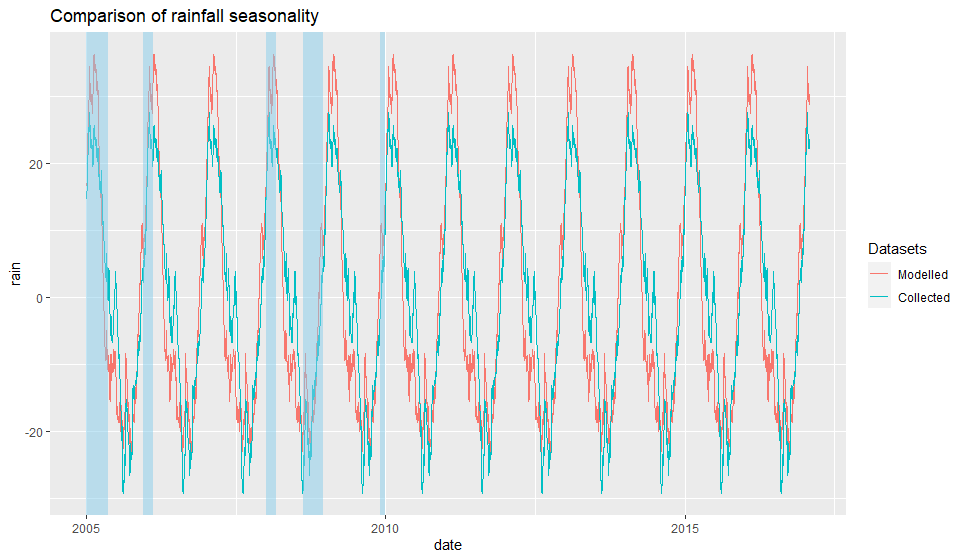 Comparison of rainfall seasonality
rain
20
0
-20
2005
2010
2015
date
Datasets
Modelled
Collected